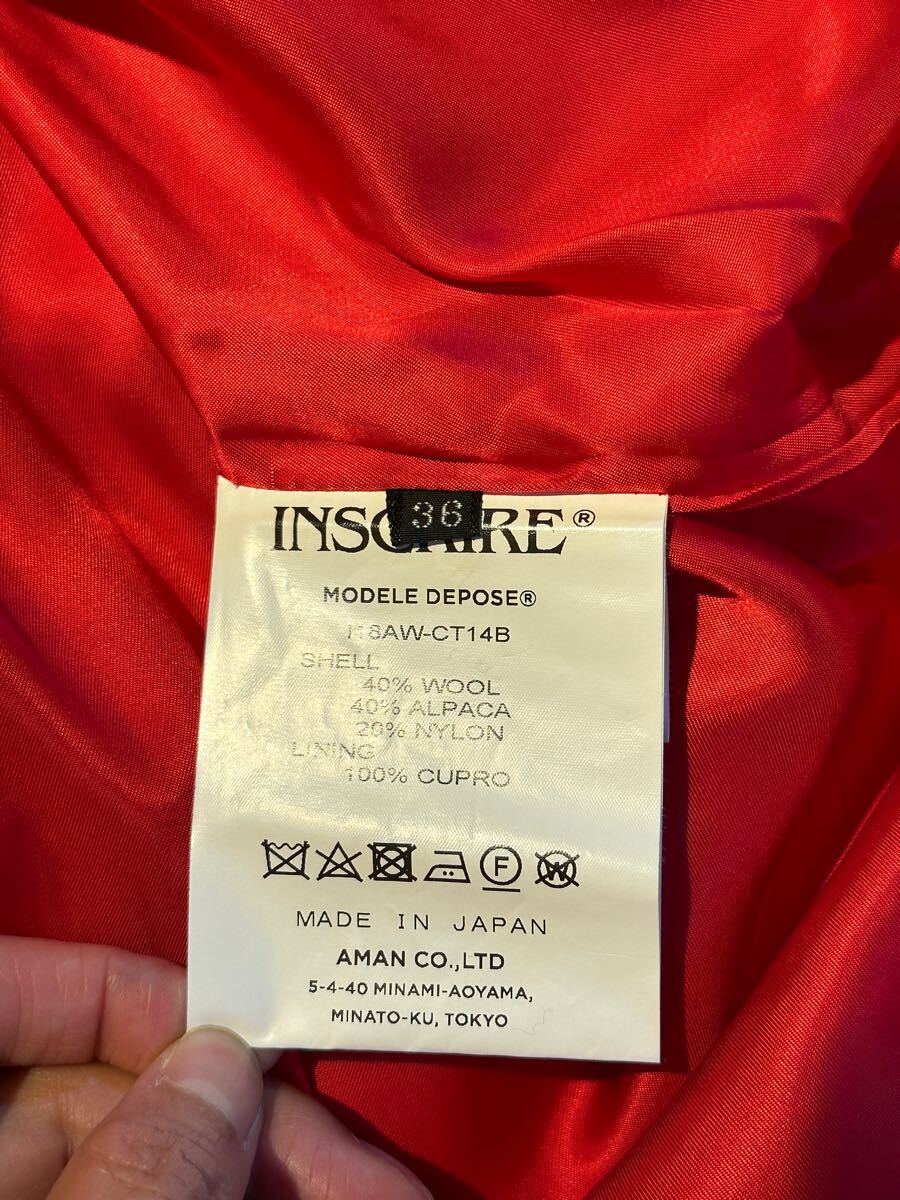 36
MODELE DEPOSE®
SHELL
40% WOOL
40% ALPACA
20% NYLON
LINING
100% CUPRO
F
W
MADE IN JAPAN
AMAN CO.,LTD
5-4-40 MINAMI-AOYAMA,
MINATO-KU, TOKYO